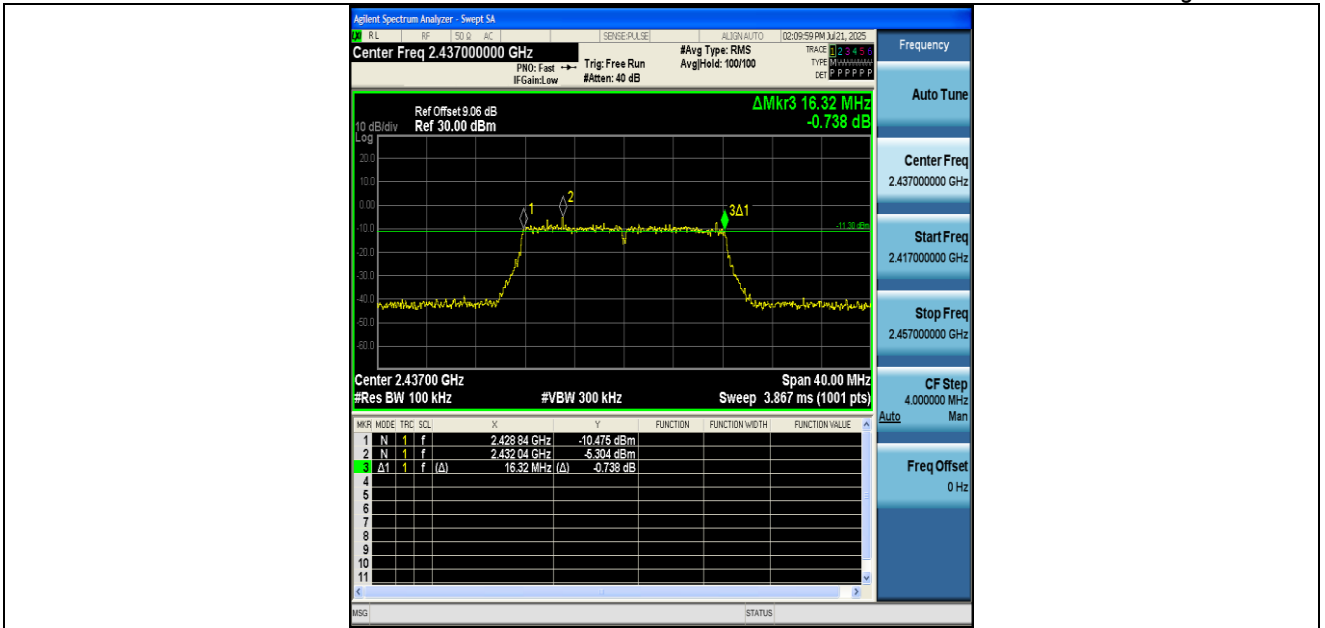 Agilent Spectrum Analyzer - Swept SA
LXI RL RF 50 Ω AC SENSE:PULSE ALIGN AUTO 02:09:59 PM Jul 21, 2025
Center Freq 2.437000000 GHz
PNO: Fast
IFGain:Low
Trig: Free Run
#Atten: 40 dB
#Avg Type: RMS
Avg|Hold: 100/100
TRACE 1 2 3 4 5 6
TYPE
DET P P P P P P
Ref Offset 9.06 dB
10 dB/div Ref 30.00 dBm
Log
ΔMkr3 16.32 MHz
-0.738 dB
20.0
10.0
0.00
-10.0
-20.0
-30.0
-40.0
-50.0
-60.0
1
2
3Δ1
Center 2.43700 GHz Span 40.00 MHz
#Res BW 100 kHz #VBW 300 kHz Sweep 3.867 ms (1001 pts)
MKR MODE TRC SCL X Y FUNCTION FUNCTION WIDTH FUNCTION VALUE
1 N 1 f 2.428 84 GHz -10.475 dBm
2 N 1 f 2.432 04 GHz -5.304 dBm
3 Δ1 1 f (Δ) 16.32 MHz (Δ) -0.738 dB
4
5
6
7
8
9
10
11
MSG STATUS
Frequency
Auto Tune
Center Freq
2.437000000 GHz
Start Freq
2.417000000 GHz
Stop Freq
2.457000000 GHz
CF Step
4.000000 MHz
Auto Man
Freq Offset
0 Hz